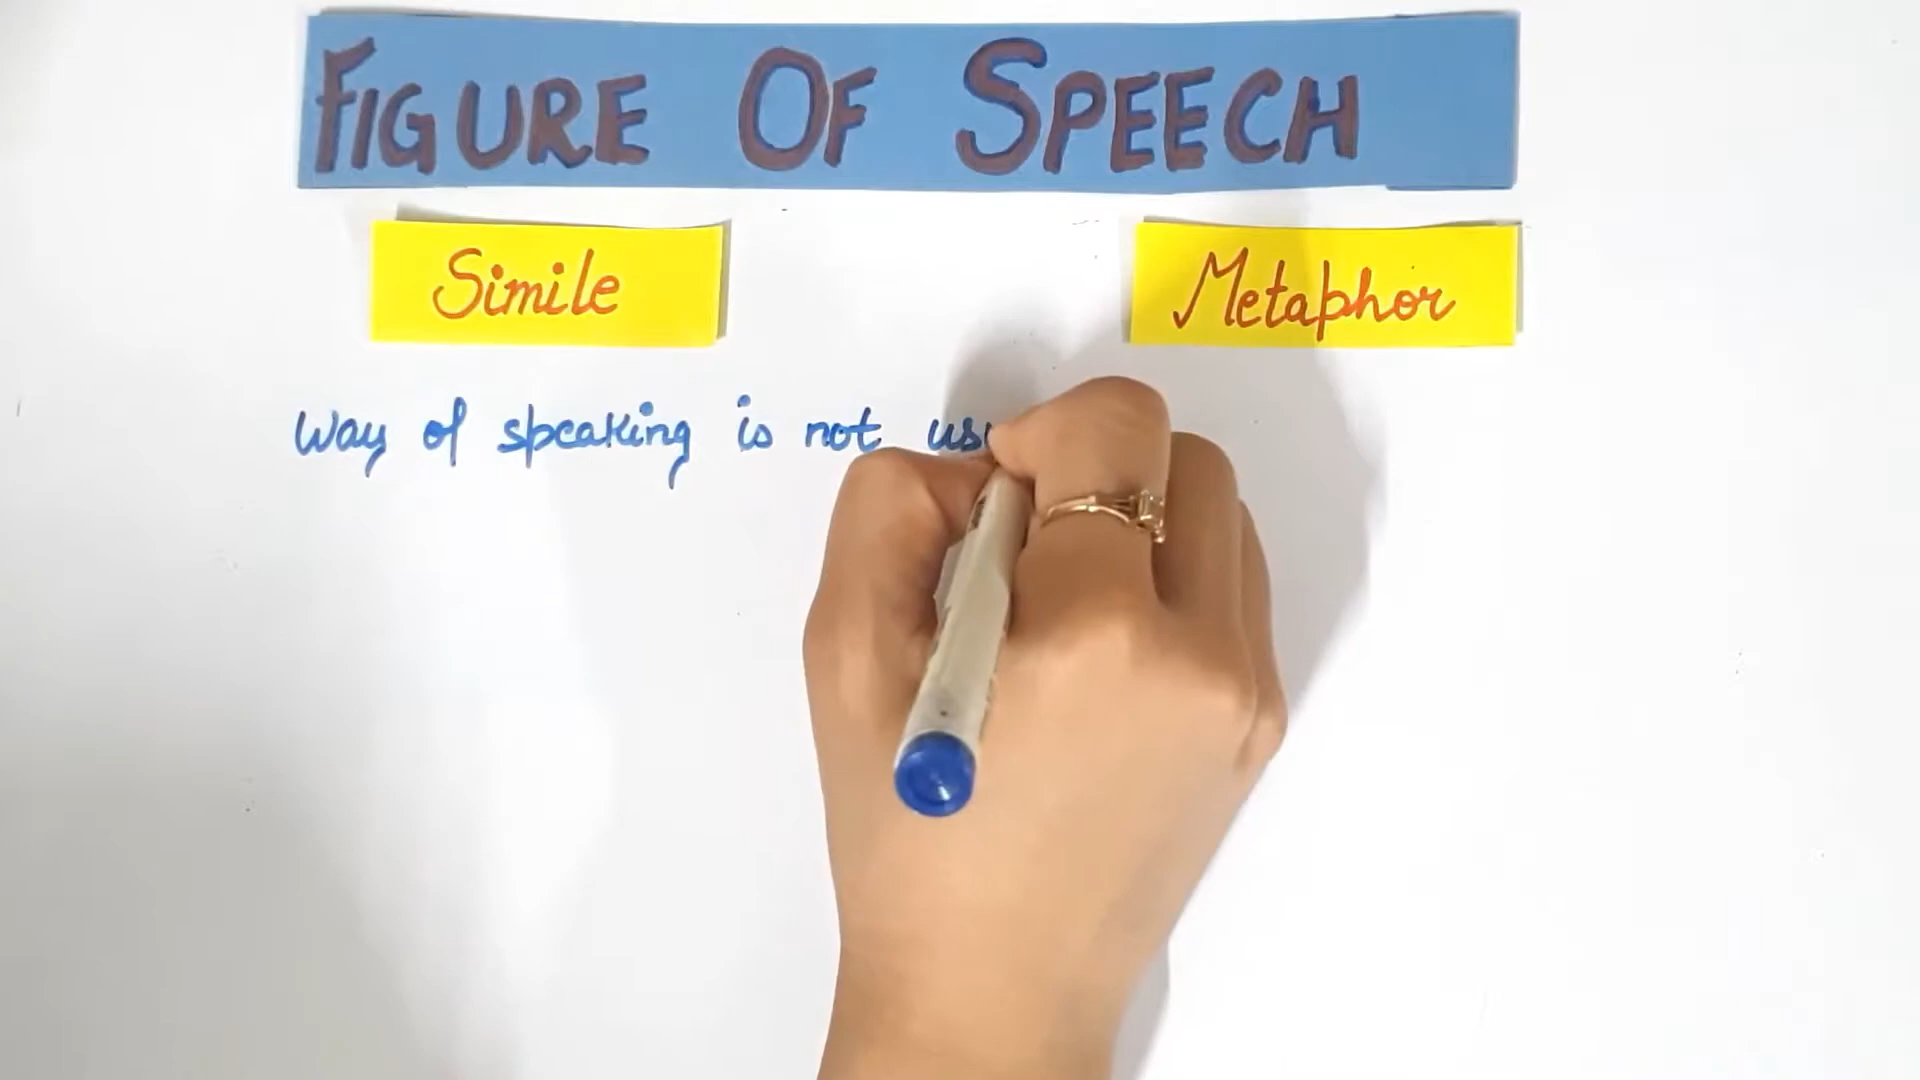 FIGURE OF SPEECH
Simile Metaphor
Way of speaking is not